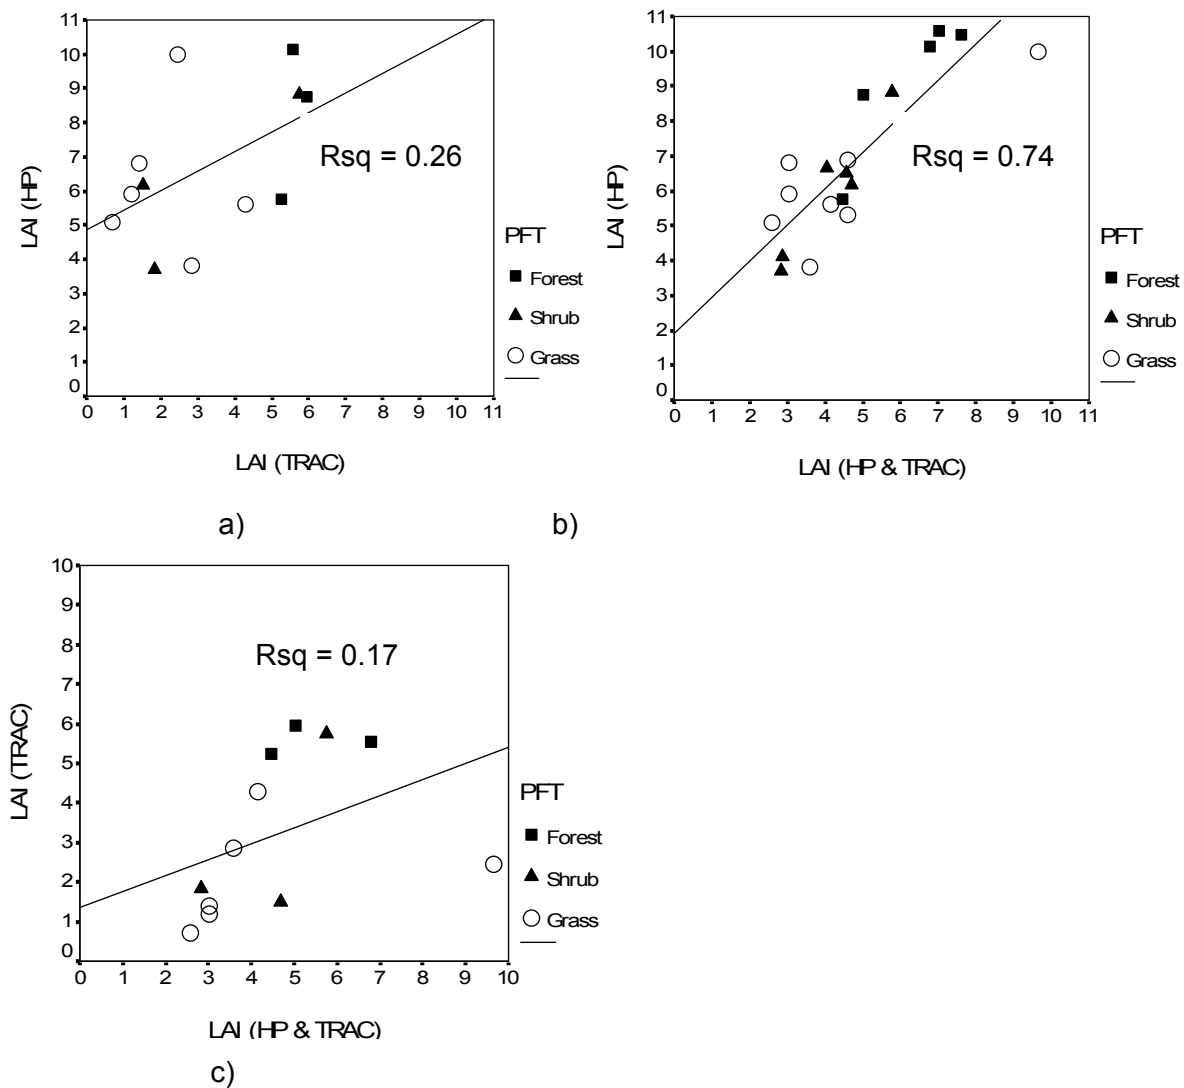 11
10
9
8
7
6
5
4
3
2
1
0
LAI (HP)
Rsq = 0.26
0 1 2 3 4 5 6 7 8 9 10 11
LAI (TRAC)
PFT
Forest
Shrub
Grass
a)
11
10
9
8
7
6
5
4
3
2
1
0
LAI (HP)
Rsq = 0.74
0 1 2 3 4 5 6 7 8 9 10 11
LAI (HP & TRAC)
PFT
Forest
Shrub
Grass
b)
10
9
8
7
6
5
4
3
2
1
0
LAI (TRAC)
Rsq = 0.17
0 1 2 3 4 5 6 7 8 9 10
LAI (HP & TRAC)
PFT
Forest
Shrub
Grass
c)